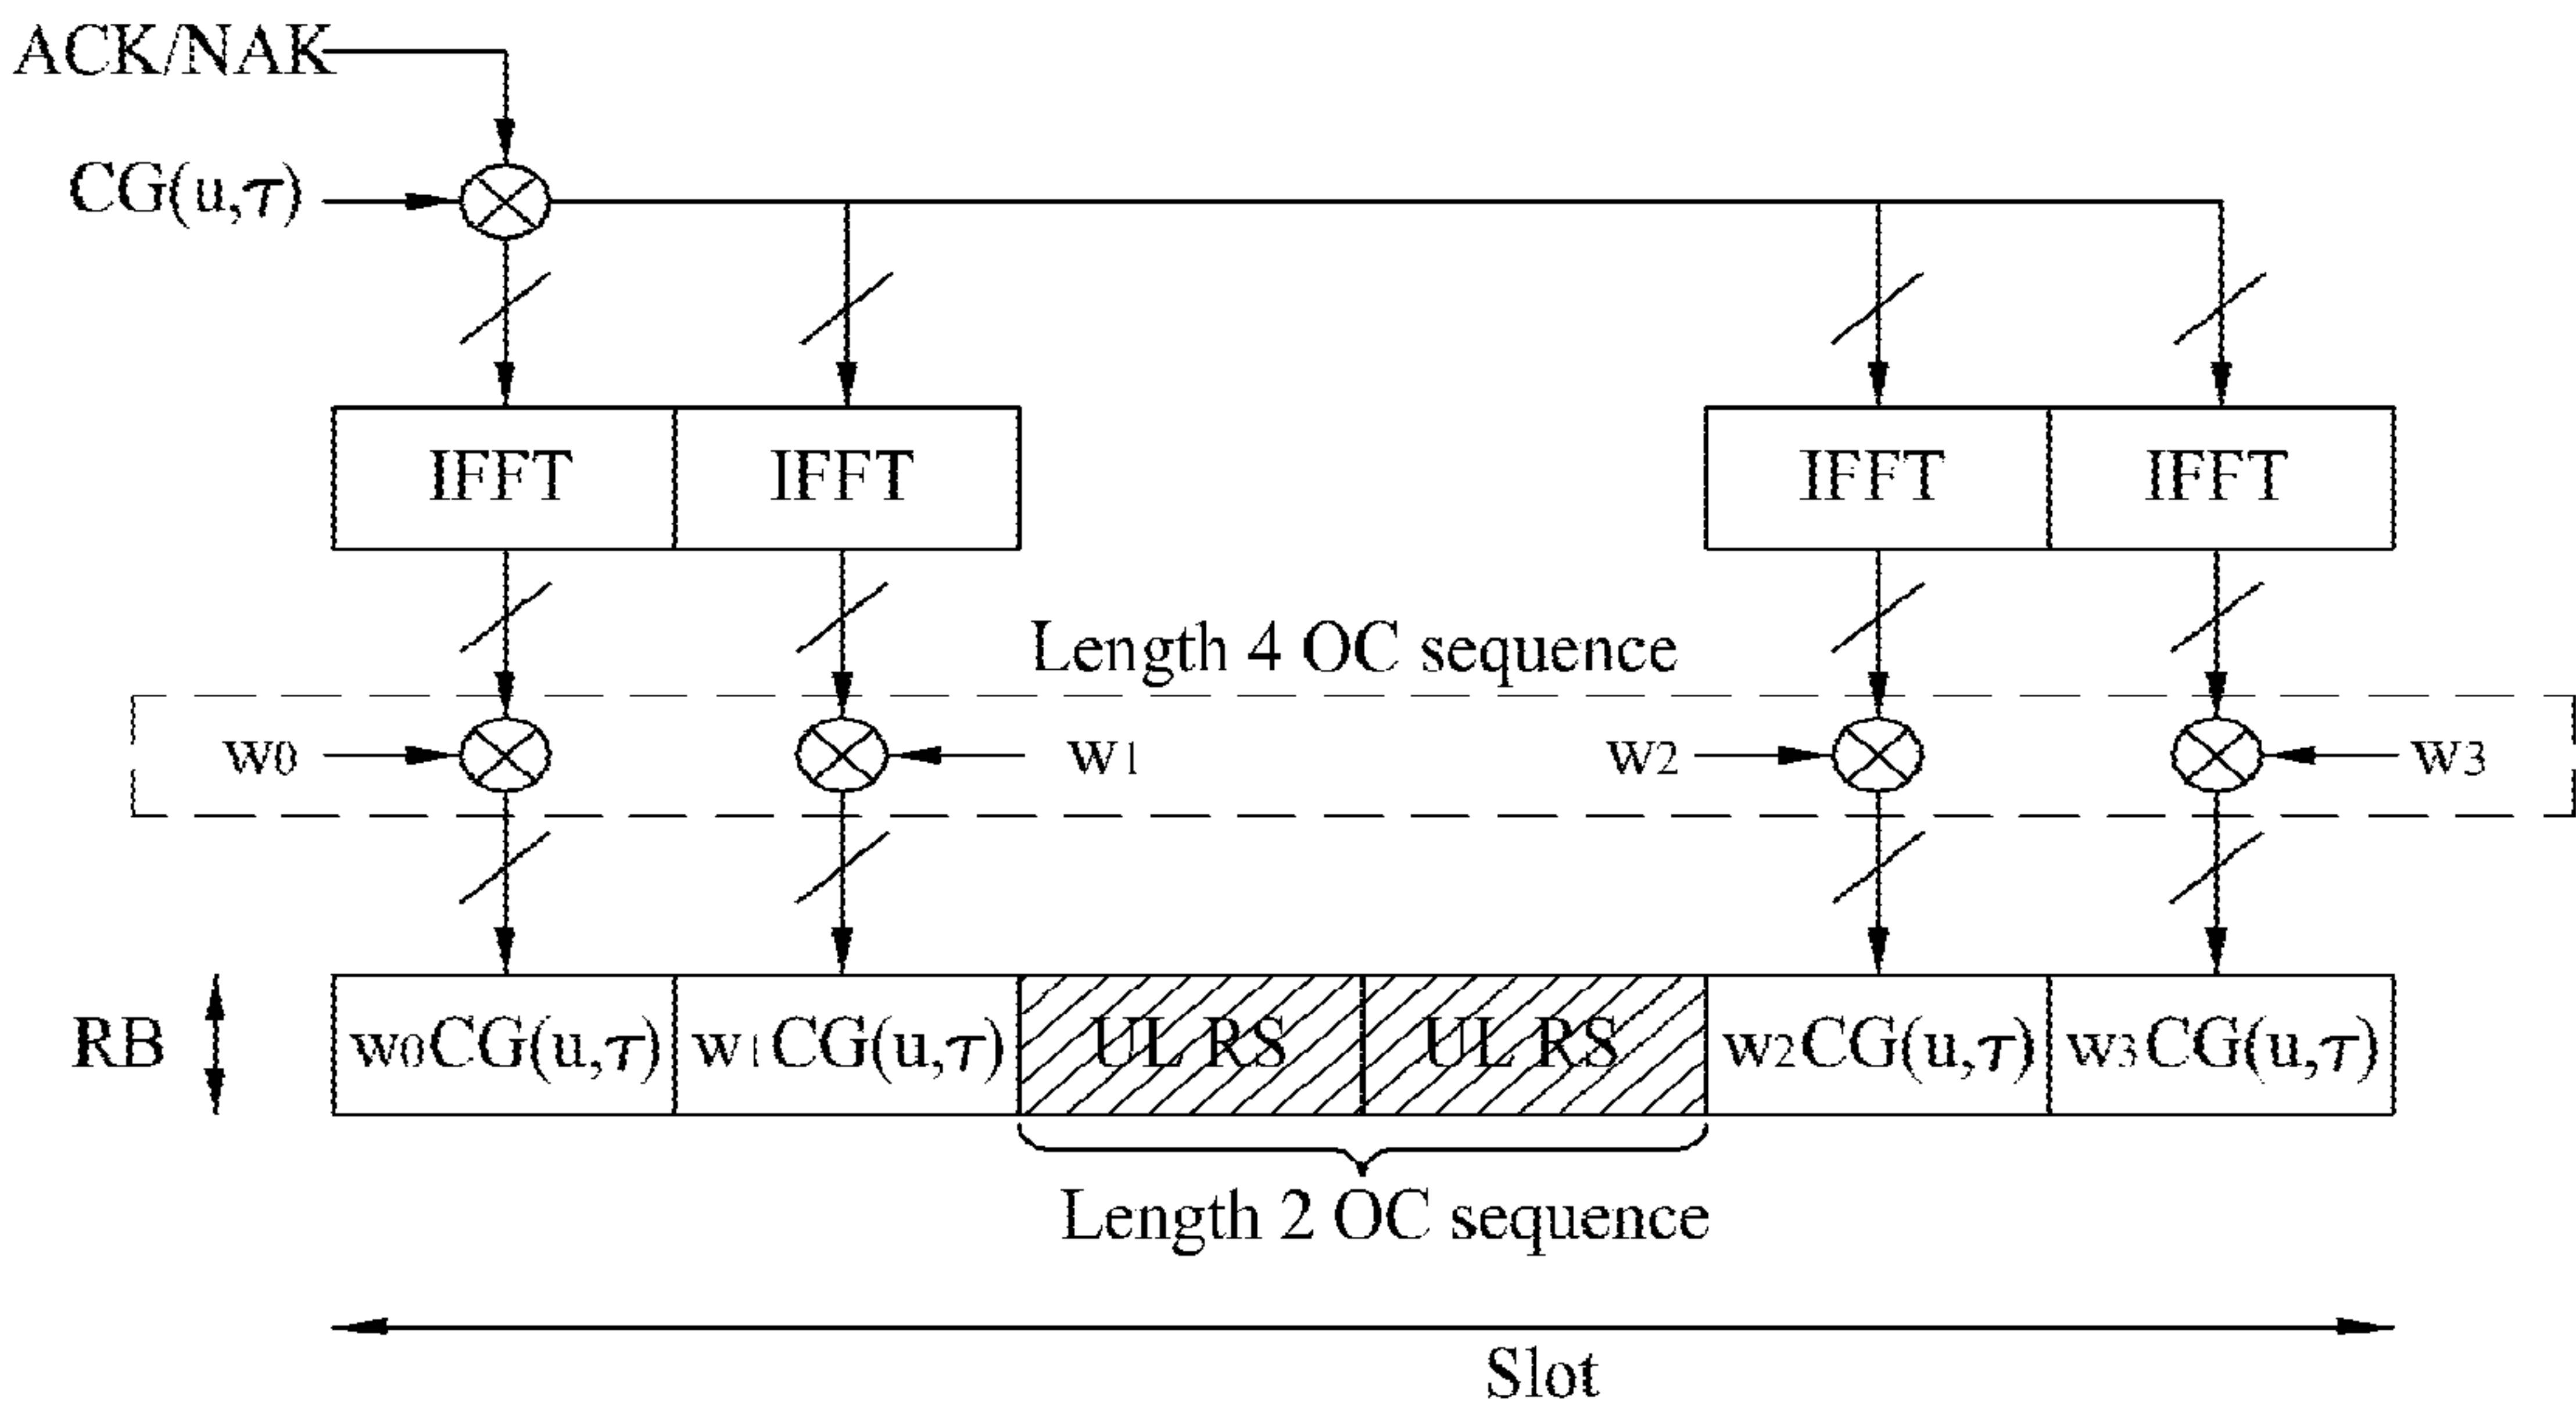 ACK/NAK
CG(u,τ)
IFFT IFFT IFFT IFFT
Length 4 OC sequence
w0 w1 w2 w3
RB w0CG(u,τ) w1CG(u,τ) UL RS UL RS w2CG(u,τ) w3CG(u,τ)
Length 2 OC sequence
Slot